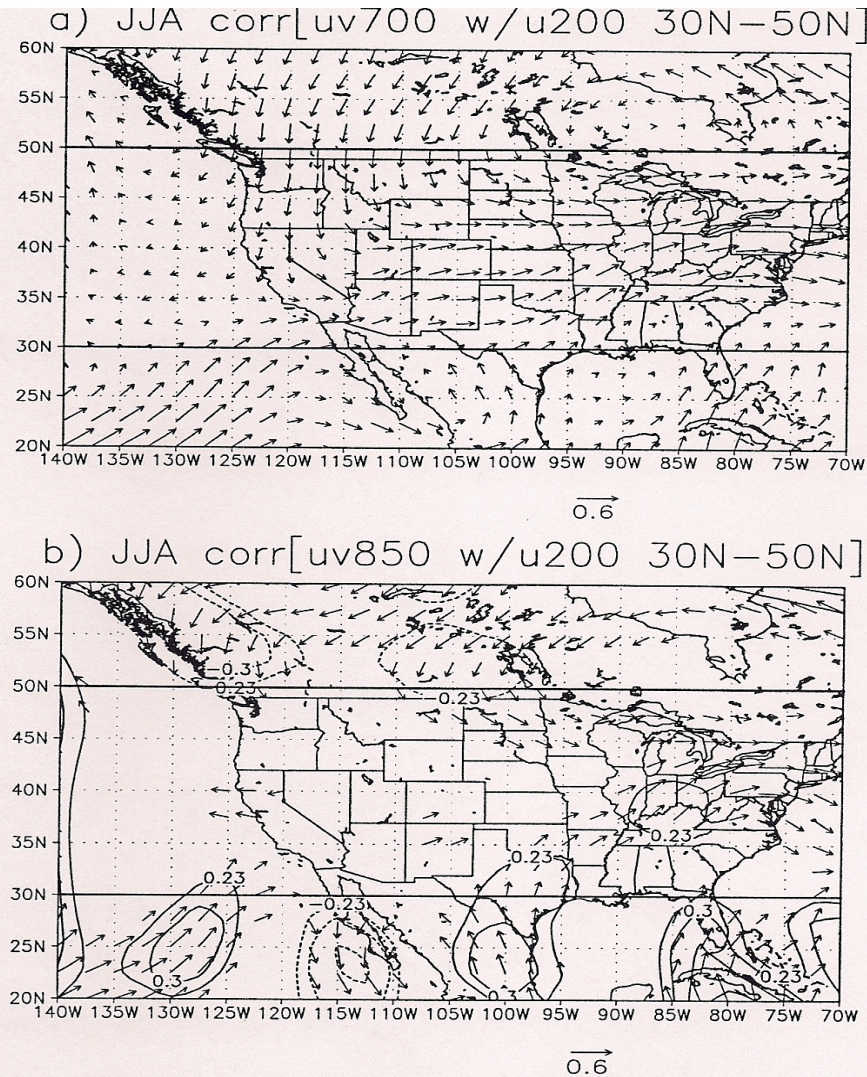 a) JJA corr[uv700 w/u200 30N−50N]
60N
55N
50N
45N
40N
35N
30N
25N
20N
140W 135W 130W 125W 120W 115W 110W 105W 100W 95W 90W 85W 80W 75W 70W
0.6
b) JJA corr[uv850 w/u200 30N−50N]
60N
55N
−0.3
50N
0.23
−0.23
45N
40N
35N
0.23
0.23
0.23
30N
−0.23
0.3
25N
0.3
0.3
0.23
20N
140W 135W 130W 125W 120W 115W 110W 105W 100W 95W 90W 85W 80W 75W 70W
0.6